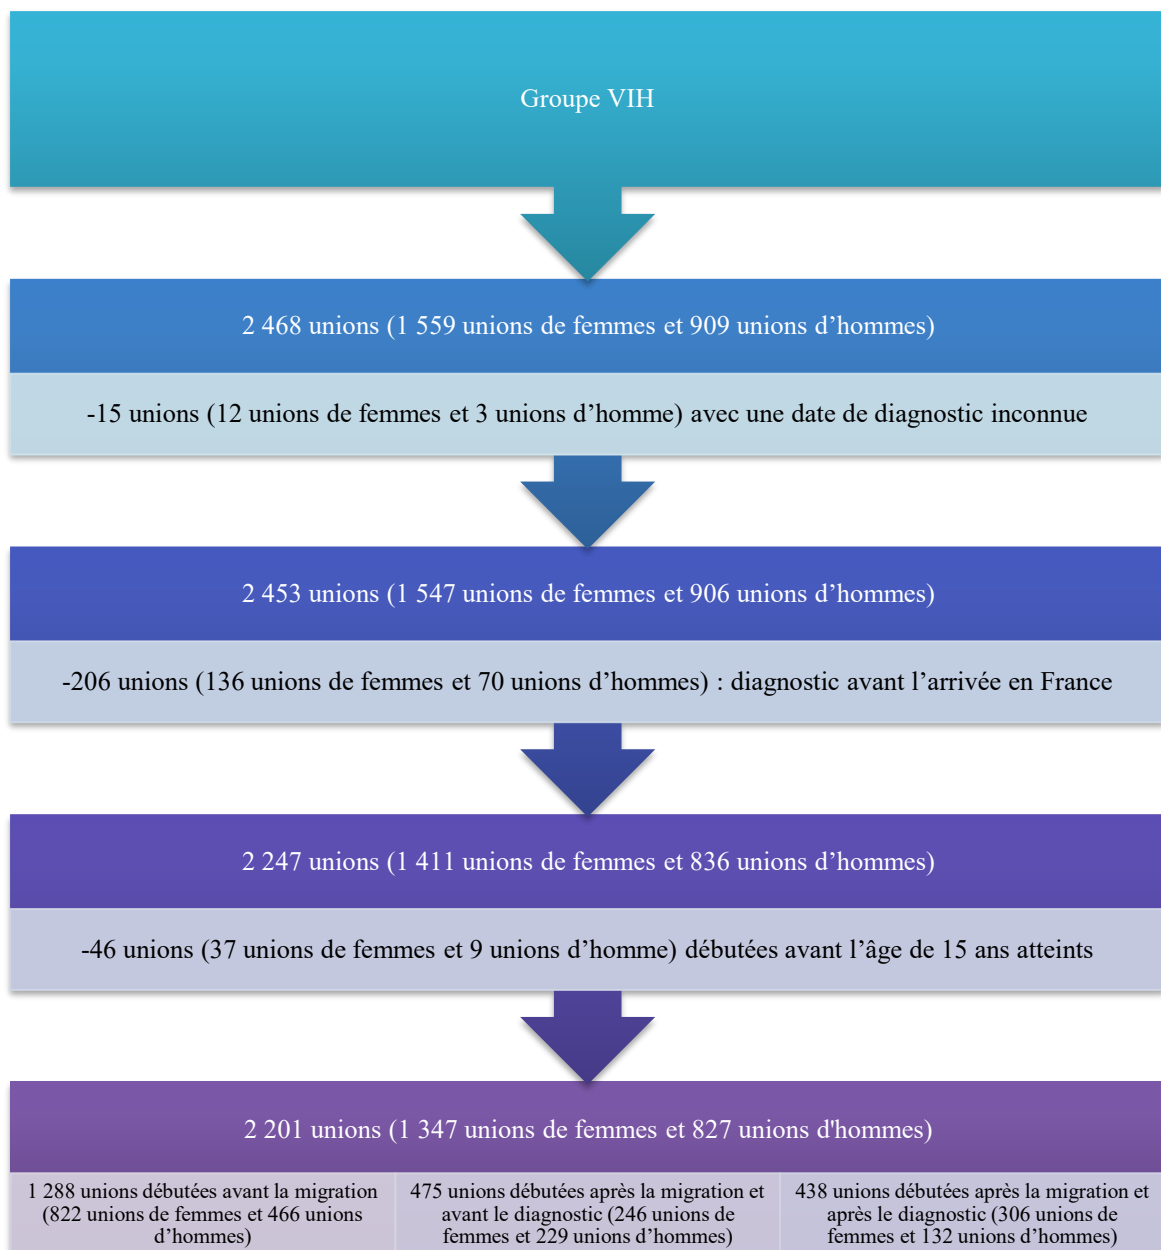 Groupe VIH
2 468 unions (1 559 unions de femmes et 909 unions d’hommes)
-15 unions (12 unions de femmes et 3 unions d’homme) avec une date de diagnostic inconnue
2 453 unions (1 547 unions de femmes et 906 unions d’hommes)
-206 unions (136 unions de femmes et 70 unions d’hommes) : diagnostic avant l’arrivée en France
2 247 unions (1 411 unions de femmes et 836 unions d’hommes)
-46 unions (37 unions de femmes et 9 unions d’homme) débutées avant l’âge de 15 ans atteints
2 201 unions (1 347 unions de femmes et 827 unions d'hommes)
1 288 unions débutées avant la migration
(822 unions de femmes et 466 unions
d’hommes)
475 unions débutées après la migration et
avant le diagnostic (246 unions de
femmes et 229 unions d’hommes)
438 unions débutées après la migration et
après le diagnostic (306 unions de
femmes et 132 unions d’hommes)